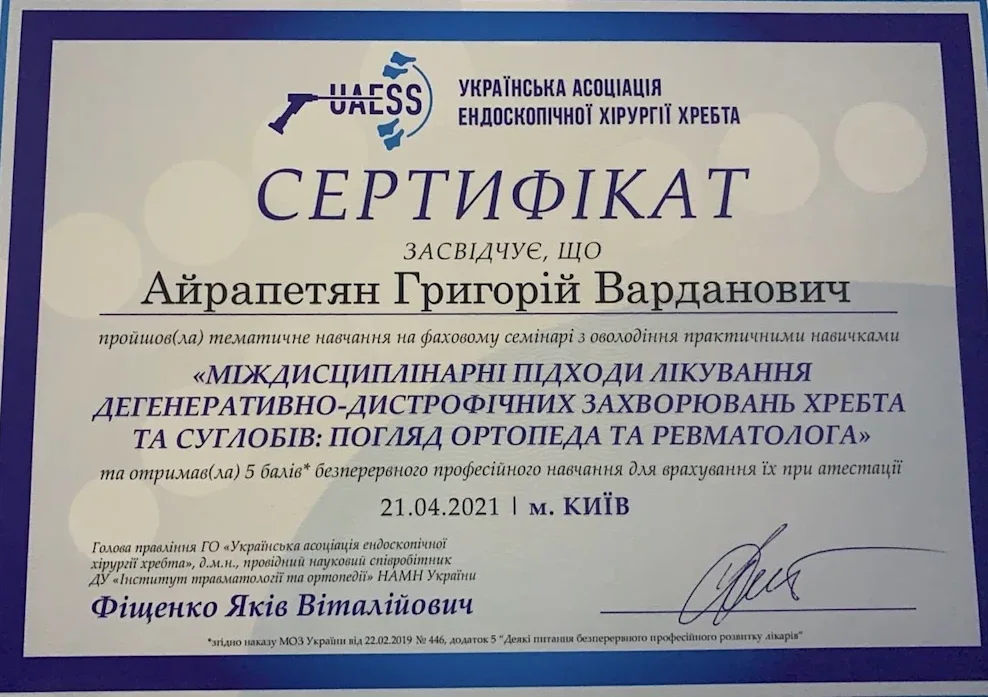 UAESS
УКРАЇНСЬКА АСОЦІАЦІЯ
ЕНДОСКОПІЧНОЇ ХІРУРГІЇ ХРЕБТА
СЕРТИФІКАТ
ЗАСВІДЧУЄ, ЩО
Айрапетян Григорій Варданович
пройшов(ла) тематичне навчання на фаховому семінарі з оволодіння практичними навичками
«МІЖДИСЦИПЛІНАРНІ ПІДХОДИ ЛІКУВАННЯ
ДЕГЕНЕРАТИВНО-ДИСТРОФІЧНИХ ЗАХВОРЮВАНЬ ХРЕБТА
ТА СУГЛОБІВ: ПОГЛЯД ОРТОПЕДА ТА РЕВМАТОЛОГА»
та отримав(ла) 5 балів* безперервного професійного навчання для врахування їх при атестації
21.04.2021 | м. КИЇВ
Голова правління ГО «Українська асоціація ендоскопічної
хірургії хребта», д.м.н., провідний науковий співробітник
ДУ «Інститут травматології та ортопедії» НАМН України
Фіщенко Яків Віталійович
*згідно наказу МОЗ України від 22.02.2019 № 446, додаток 5 "Деякі питання безперервного професійного розвитку лікарів"